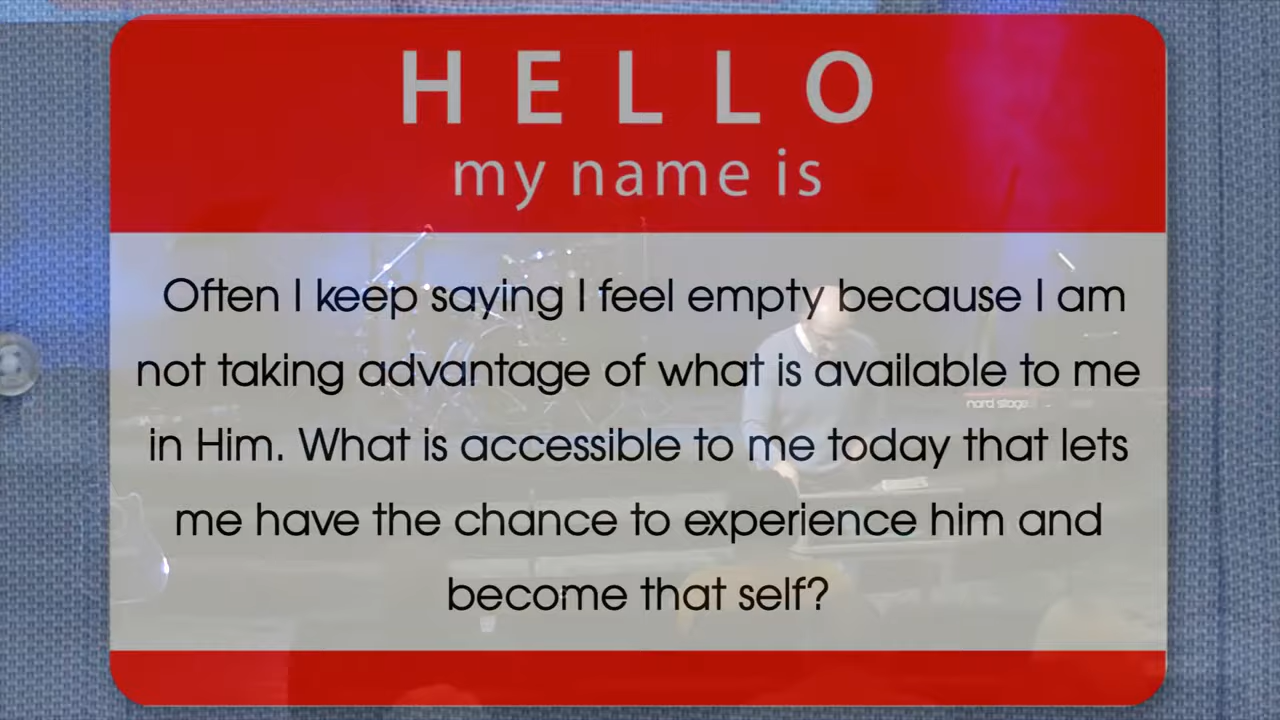 HELLO
my name is
Often I keep saying I feel empty because I am
not taking advantage of what is available to me
in Him. What is accessible to me today that lets
me have the chance to experience him and
become that self?
nord stage